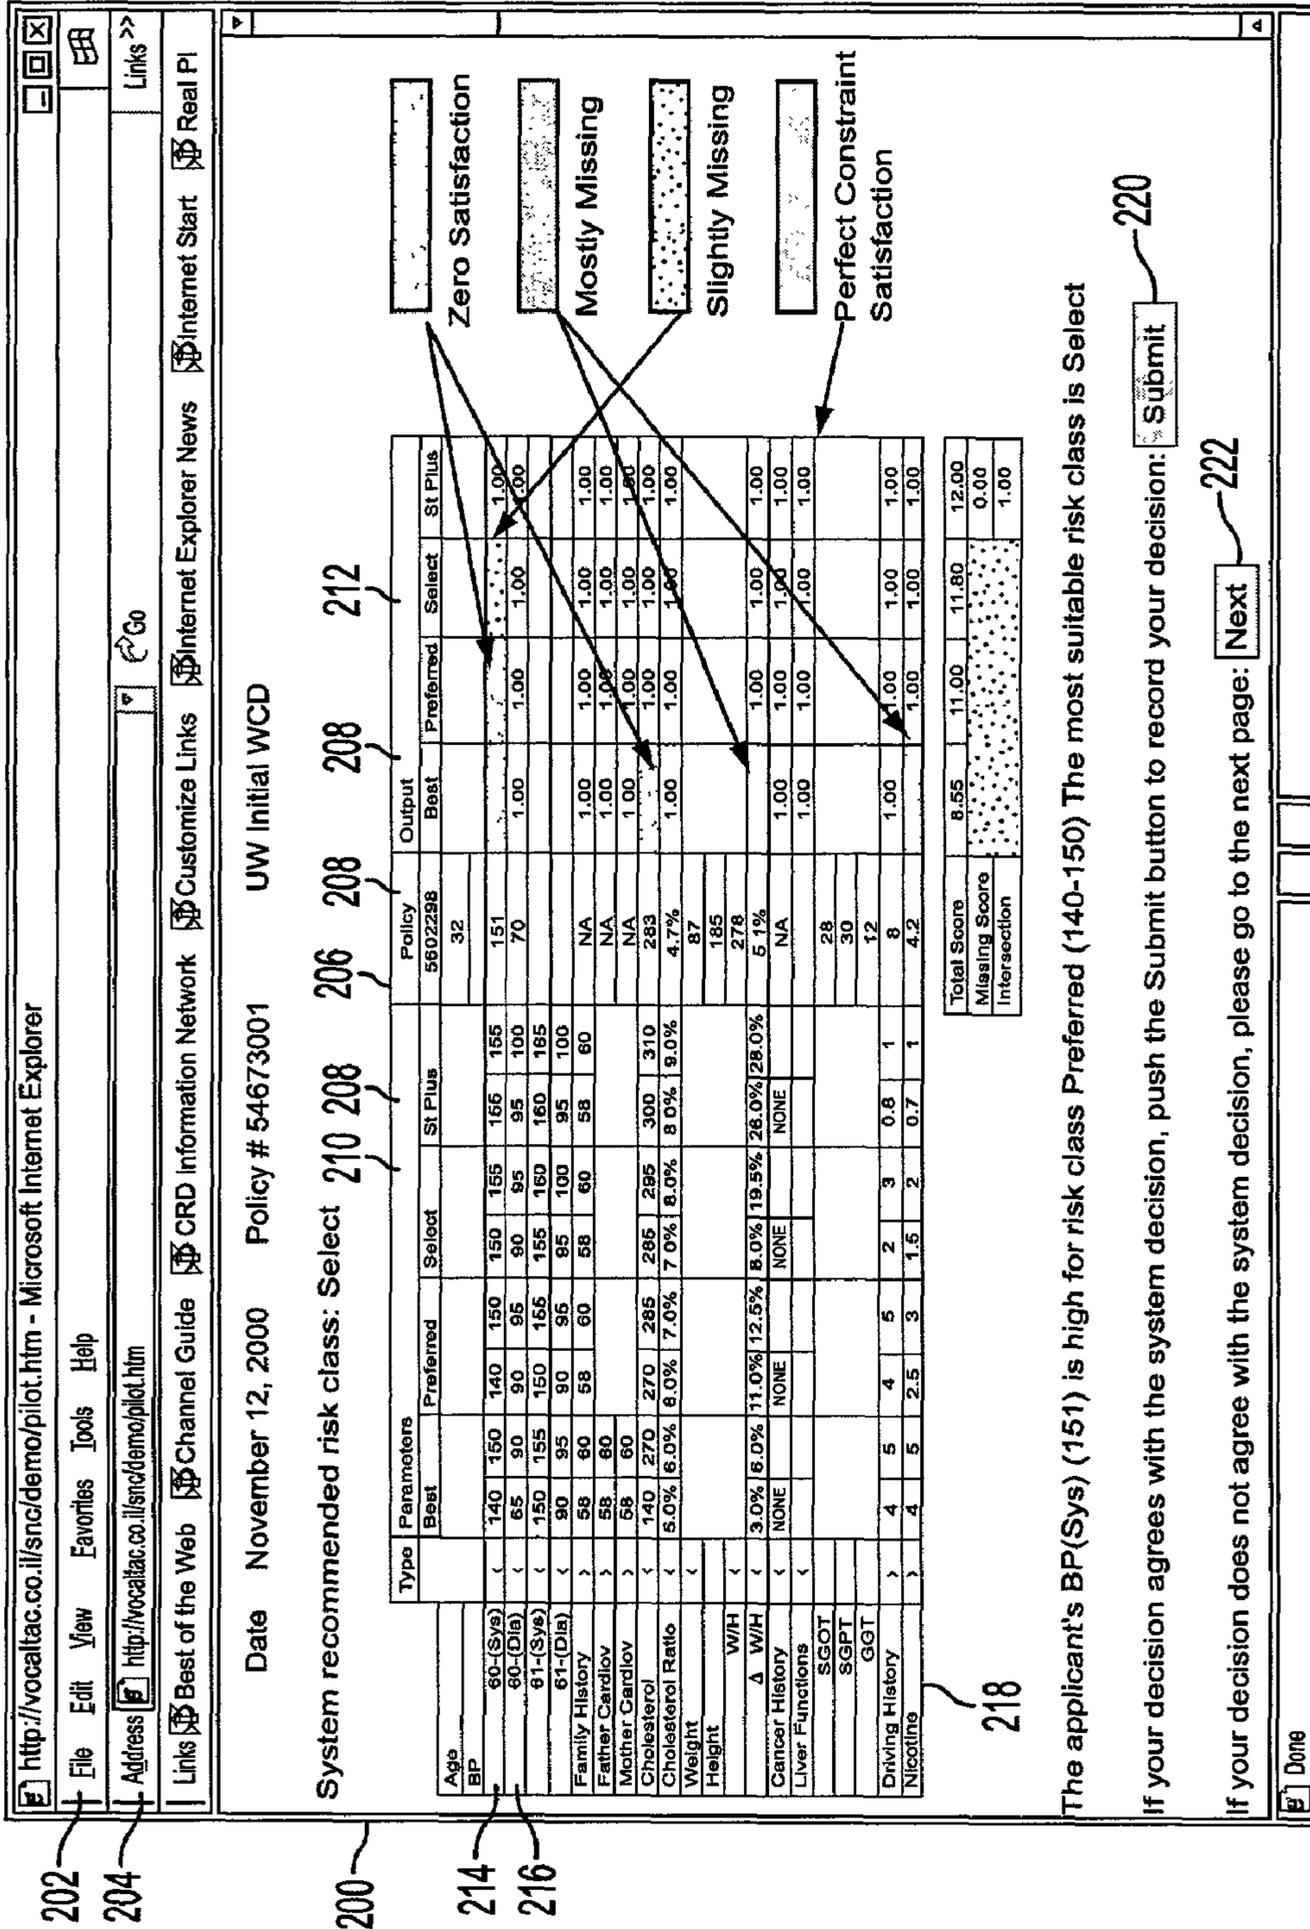 http://vocaltac.co.il/snc/demo/pilot.htm - Microsoft Internet Explorer
202
File Edit View Favorites Tools Help
204
Address http://vocaltac.co.il/snc/demo/pilot.htm Go Links >>
Links Best of the Web Channel Guide CRD Information Network Customize Links Internet Explorer News Internet Start Real Pl
Date November 12, 2000 Policy # 54673001 UW Initial WCD
200
System recommended risk class: Select
210 208 206 208 208 212
Type Parameters Policy Output
Best Preferred Select St Plus 5602298 Best Preferred Select St Plus
Age 32
BP
214
60-(Sys) < 140 150 140 150 150 155 155 155 151 1.00
216
60-(Dia) < 65 90 90 95 90 95 95 100 70 1.00 1.00 1.00 1.00
61-(Sys) < 150 155 150 155 155 160 160 165
61-(Dia) < 90 95 90 95 95 100 95 100
Family History > 58 60 58 60 58 60 58 60 NA 1.00 1.00 1.00 1.00
Father Cardiov > 58 60 NA 1.00 1.00 1.00 1.00
Mother Cardiov > 58 60 NA 1.00 1.00 1.00 1.00
Cholesterol < 140 270 270 285 285 295 300 310 283 1.00 1.00 1.00
Cholesterol Ratio < 5.0% 6.0% 6.0% 7.0% 7.0% 8.0% 8.0% 9.0% 4.7% 1.00 1.00 1.00
Weight < 87
Height 185
W/H < 278
Δ W/H < 3.0% 6.0% 11.0% 12.5% 8.0% 19.5% 26.0% 28.0% 5.1% 1.00 1.00 1.00
Cancer History < NONE NONE NONE NONE NA 1.00 1.00 1.00 1.00
Liver Functions < 1.00 1.00 1.00 1.00
SGOT 28
SGPT 30
GGT 12
Driving History > 4 5 4 5 2 3 0.8 1 8 1.00 1.00 1.00 1.00
Nicotine > 4 5 2.5 3 1.5 2 0.7 1 4.2 1.00 1.00 1.00
218
Total Score 8.55 11.00 11.80 12.00
Missing Score 0.00
Intersection 1.00
Zero Satisfaction
Mostly Missing
Slightly Missing
Perfect Constraint
Satisfaction
The applicant's BP(Sys) (151) is high for risk class Preferred (140-150) The most suitable risk class is Select
If your decision agrees with the system decision, push the Submit button to record your decision: Submit 220
If your decision does not agree with the system decision, please go to the next page: Next 222
Done